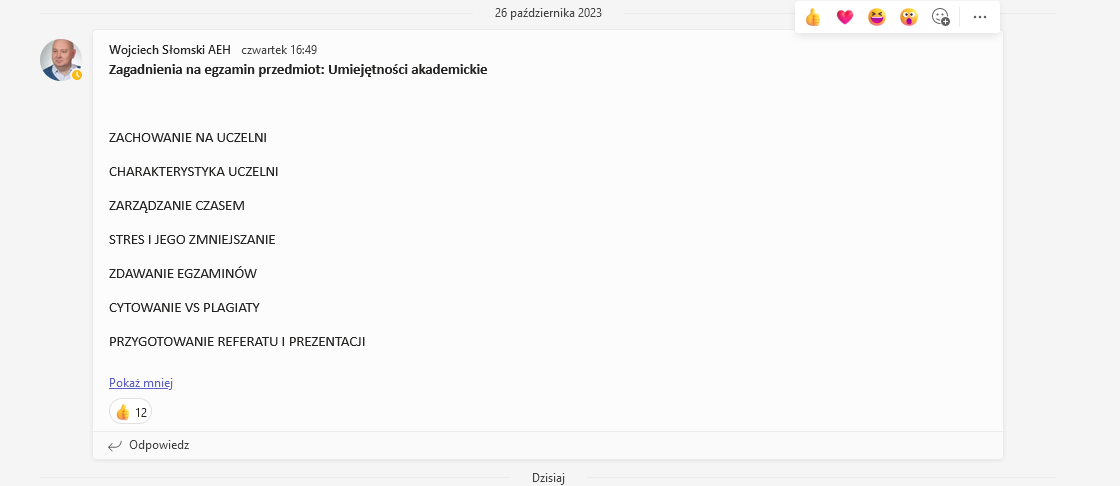 26 października 2023
Wojciech Słomski AEH czwartek 16:49
Zagadnienia na egzamin przedmiot: Umiejętności akademickie
ZACHOWANIE NA UCZELNI
CHARAKTERYSTYKA UCZELNI
ZARZĄDZANIE CZASEM
STRES I JEGO ZMNIEJSZANIE
ZDAWANIE EGZAMINÓW
CYTOWANIE VS PLAGIATY
PRZYGOTOWANIE REFERATU I PREZENTACJI
Pokaż mniej
12
Odpowiedz
Dzisiaj